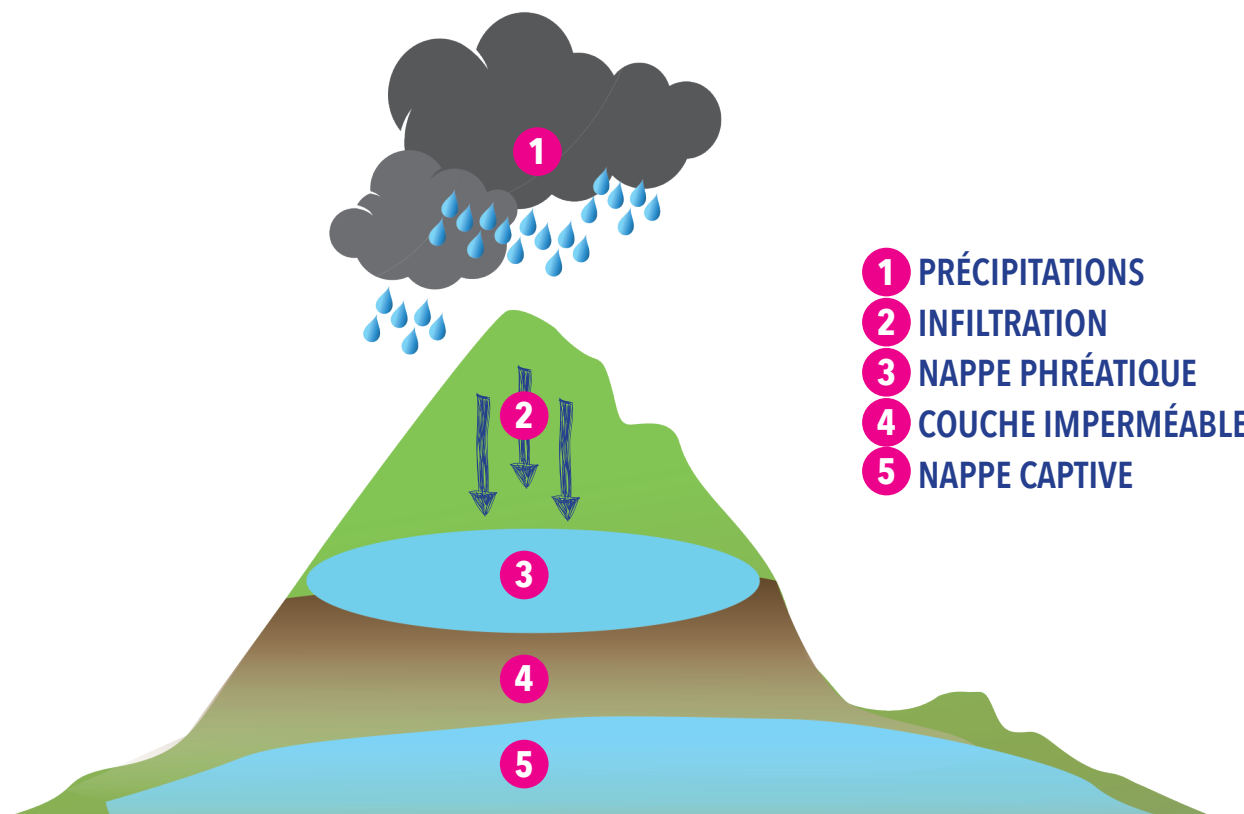 1
2
3
4
5
1 PRÉCIPITATIONS
2 INFILTRATION
3 NAPPE PHRÉATIQUE
4 COUCHE IMPERMÉABLE
5 NAPPE CAPTIVE